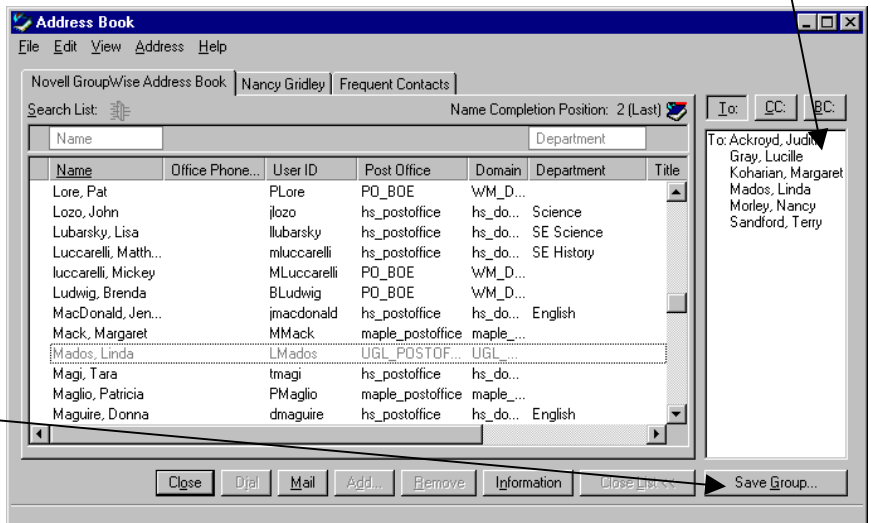 Address Book
File Edit View Address Help
Novell GroupWise Address Book Nancy Gridley Frequent Contacts
Search List: Name Completion Position: 2 (Last) To: CC: BC:
Name Department
Name Office Phone... User ID Post Office Domain Department Title
Lore, Pat PLore PO_BOE WM_D...
Lozo, John jlozo hs_postoffice hs_do... Science
Lubarsky, Lisa llubarsky hs_postoffice hs_do... SE Science
Luccarelli, Matth... mluccarelli hs_postoffice hs_do... SE History
luccarelli, Mickey MLuccarelli PO_BOE WM_D...
Ludwig, Brenda BLudwig PO_BOE WM_D...
MacDonald, Jen... jmacdonald hs_postoffice hs_do... English
Mack, Margaret MMack maple_postoffice maple_...
Mados, Linda LMados UGL_POSTOF... UGL_...
Magi, Tara tmagi hs_postoffice hs_do...
Maglio, Patricia PMaglio maple_postoffice maple_...
Maguire, Donna dmaguire hs_postoffice hs_do... English
To: Ackroyd, Judith
Gray, Lucille
Koharian, Margaret
Mados, Linda
Morley, Nancy
Sandford, Terry
Close Dial Mail Add... Remove Information Close List << Save Group...